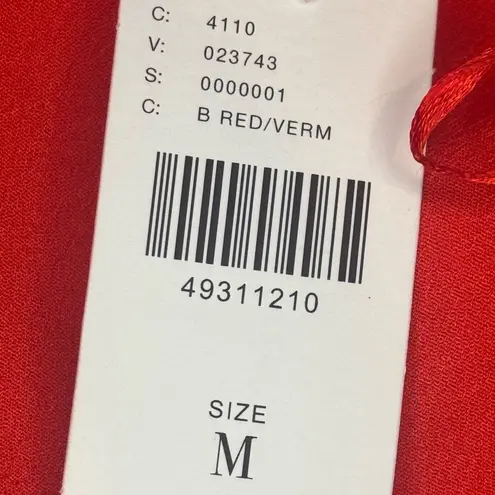 C: 4110
V: 023743
S: 0000001
C: B RED/VERM
49311210
SIZE
M